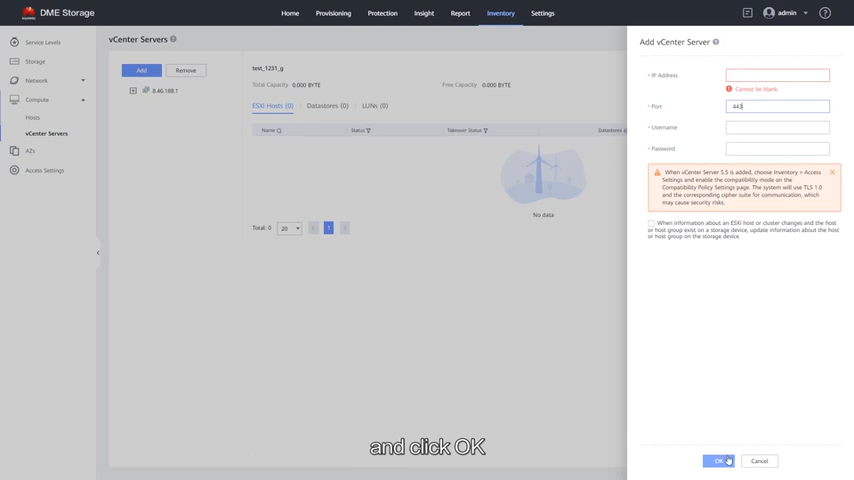 HUAWEI DME Storage
Home Provisioning Protection Insight Report Inventory Settings
admin
Service Levels
Storage
Network
Compute
Hosts
vCenter Servers
AZs
Access Settings
vCenter Servers
Add Remove
8.46.188.1
test_1231_g
Total Capacity 0.000 BYTE Free Capacity 0.000 BYTE
ESXi Hosts (0) Datastores (0) LUNs (0)
Name Status Takeover Status Datastores
No data
Total: 0 20 1
Add vCenter Server
* IP Address
Cannot be blank.
* Port 443
* Username
* Password
When vCenter Server 5.5 is added, choose Inventory > Access
Settings and enable the compatibility mode on the
Compatibility Policy Settings page. The system will use TLS 1.0
and the corresponding cipher suite for communication, which
may cause security risks.
When information about an ESXi host or cluster changes and the host
or host group exist on a storage device, update information about the host
or host group on the storage device.
OK Cancel
and click OK